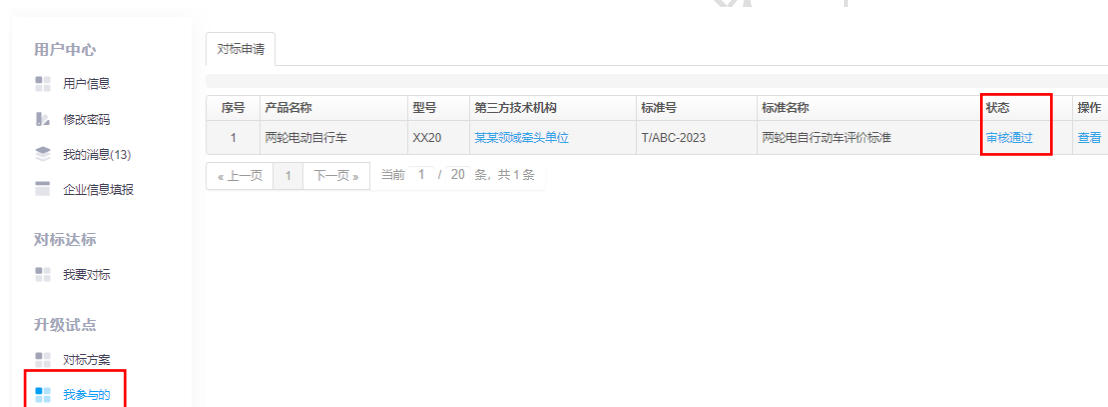 用户中心
用户信息
修改密码
我的消息(13)
企业信息填报
对标达标
我要对标
升级试点
对标方案
我参与的
对标申请
序号 产品名称 型号 第三方技术机构 标准号 标准名称 状态 操作
1 两轮电动自行车 XX20 某某领域牵头单位 T/ABC-2023 两轮电自行动车评价标准 审核通过 查看
« 上一页 1 下一页 » 当前 1 / 20 条, 共 1 条